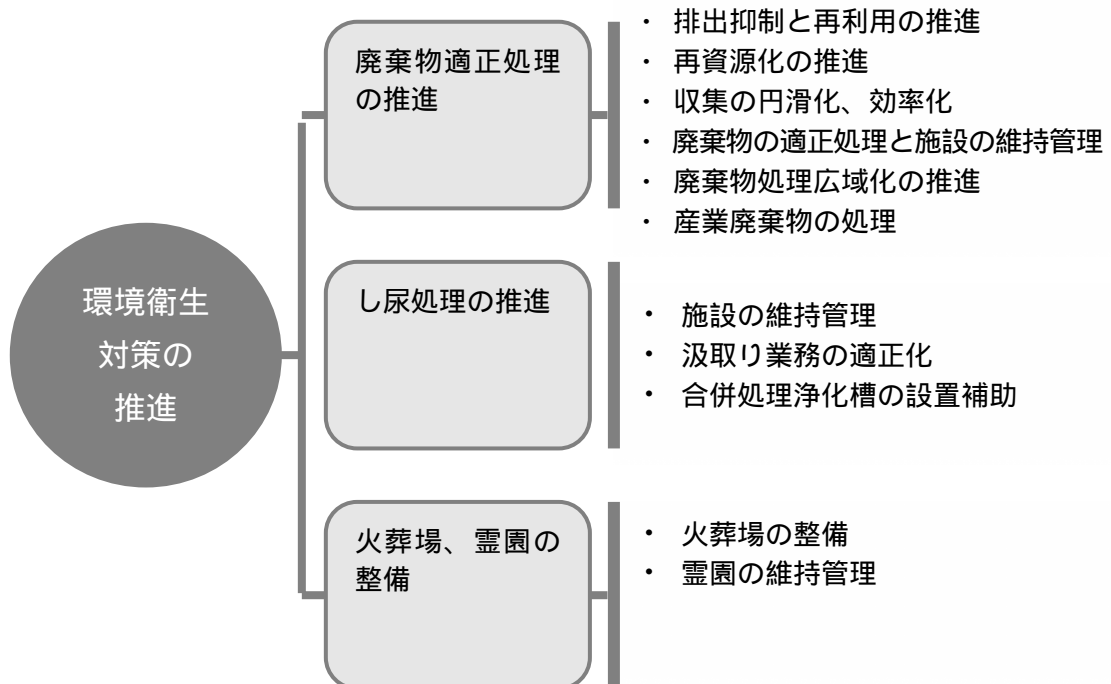 環境衛生
対策の
推進
廃棄物適正処理
の推進
・ 排出抑制と再利用の推進
・ 再資源化の推進
・ 収集の円滑化、効率化
・ 廃棄物の適正処理と施設の維持管理
・ 廃棄物処理広域化の推進
・ 産業廃棄物の処理
し尿処理の推進
・ 施設の維持管理
・ 汲取り業務の適正化
・ 合併処理浄化槽の設置補助
火葬場、霊園の
整備
・ 火葬場の整備
・ 霊園の維持管理